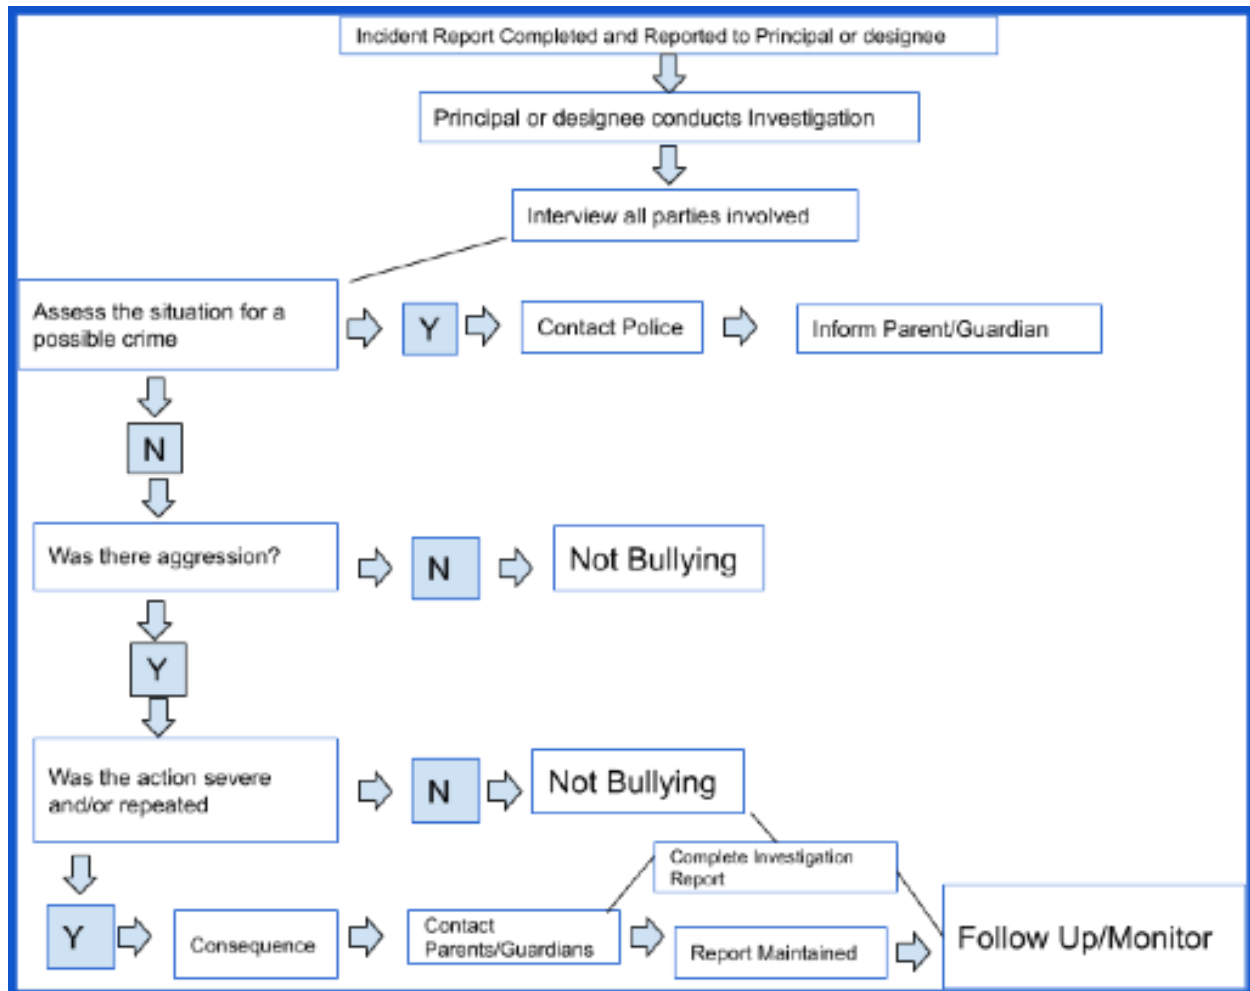 Incident Report Completed and Reported to Principal or designee
Principal or designee conducts Investigation
Interview all parties involved
Assess the situation for a
possible crime
Y
Contact Police
Inform Parent/Guardian
N
Was there aggression?
N
Not Bullying
Y
Was the action severe
and/or repeated
N
Not Bullying
Complete Investigation
Report
Y
Consequence
Contact
Parents/Guardians
Report Maintained
Follow Up/Monitor